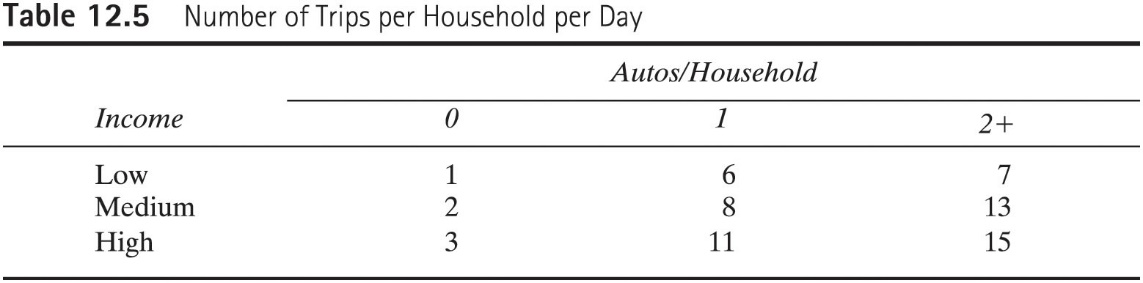 Table 12.5 Number of Trips per Household per Day
Autos/Household
Income 0 1 2+
Low 1 6 7
Medium 2 8 13
High 3 11 15